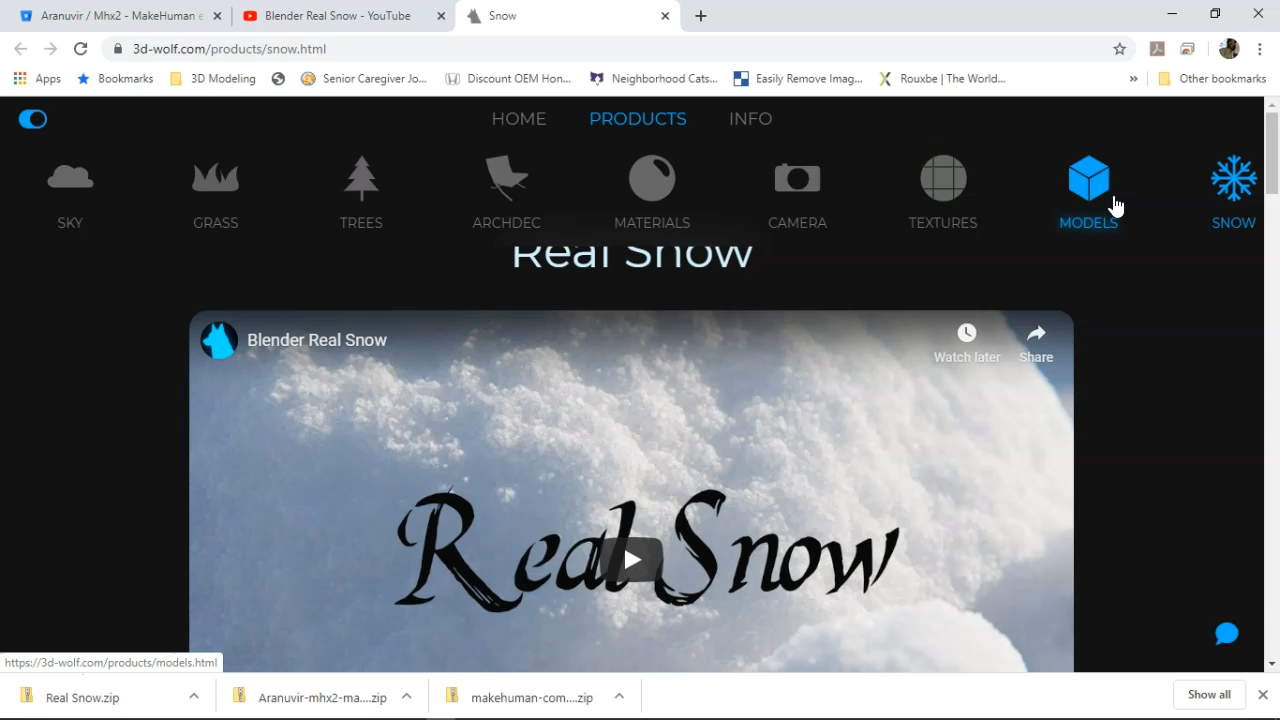 Aranuvir / Mhx2 - MakeHuman e
Blender Real Snow - YouTube
Snow
3d-wolf.com/products/snow.html
Apps
Bookmarks
3D Modeling
Senior Caregiver Jo...
Discount OEM Hon...
Neighborhood Cats...
Easily Remove Imag...
Rouxbe | The World...
Other bookmarks
HOME PRODUCTS INFO
SKY GRASS TREES ARCHDEC MATERIALS CAMERA TEXTURES MODELS SNOW
Real Snow
Blender Real Snow
Watch later Share
Real Snow
https://3d-wolf.com/products/models.html
Real Snow.zip
Aranuvir-mhx2-ma....zip
makehuman-com....zip
Show all